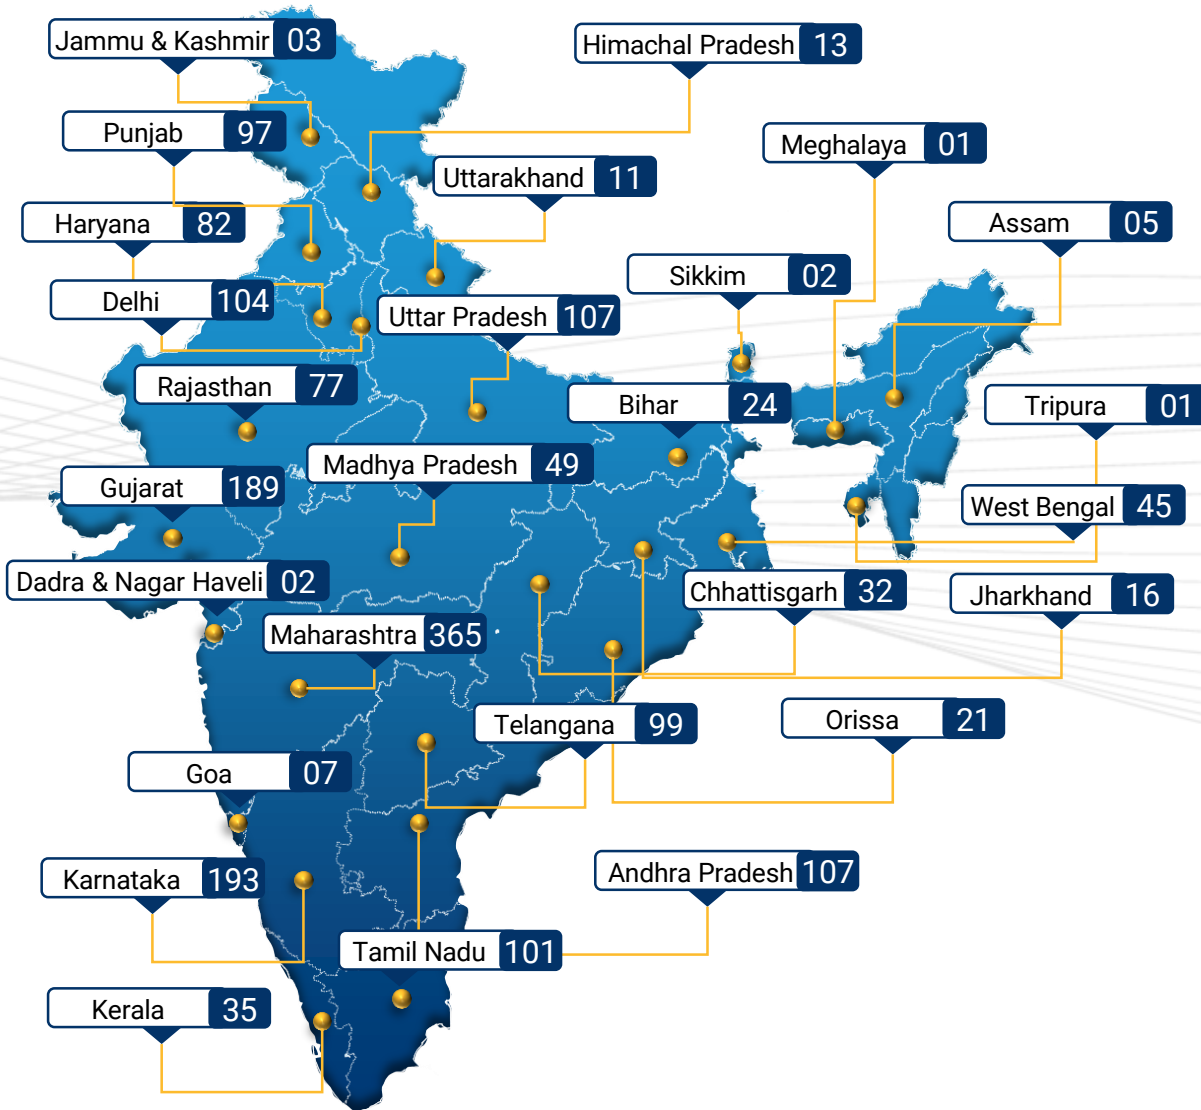 Jammu & Kashmir 03
Himachal Pradesh 13
Punjab 97
Meghalaya 01
Uttarakhand 11
Haryana 82
Assam 05
Sikkim 02
Delhi 104
Uttar Pradesh 107
Rajasthan 77
Bihar 24
Tripura 01
Madhya Pradesh 49
Gujarat 189
West Bengal 45
Dadra & Nagar Haveli 02
Chhattisgarh 32
Jharkhand 16
Maharashtra 365
Telangana 99
Orissa 21
Goa 07
Karnataka 193
Andhra Pradesh 107
Tamil Nadu 101
Kerala 35